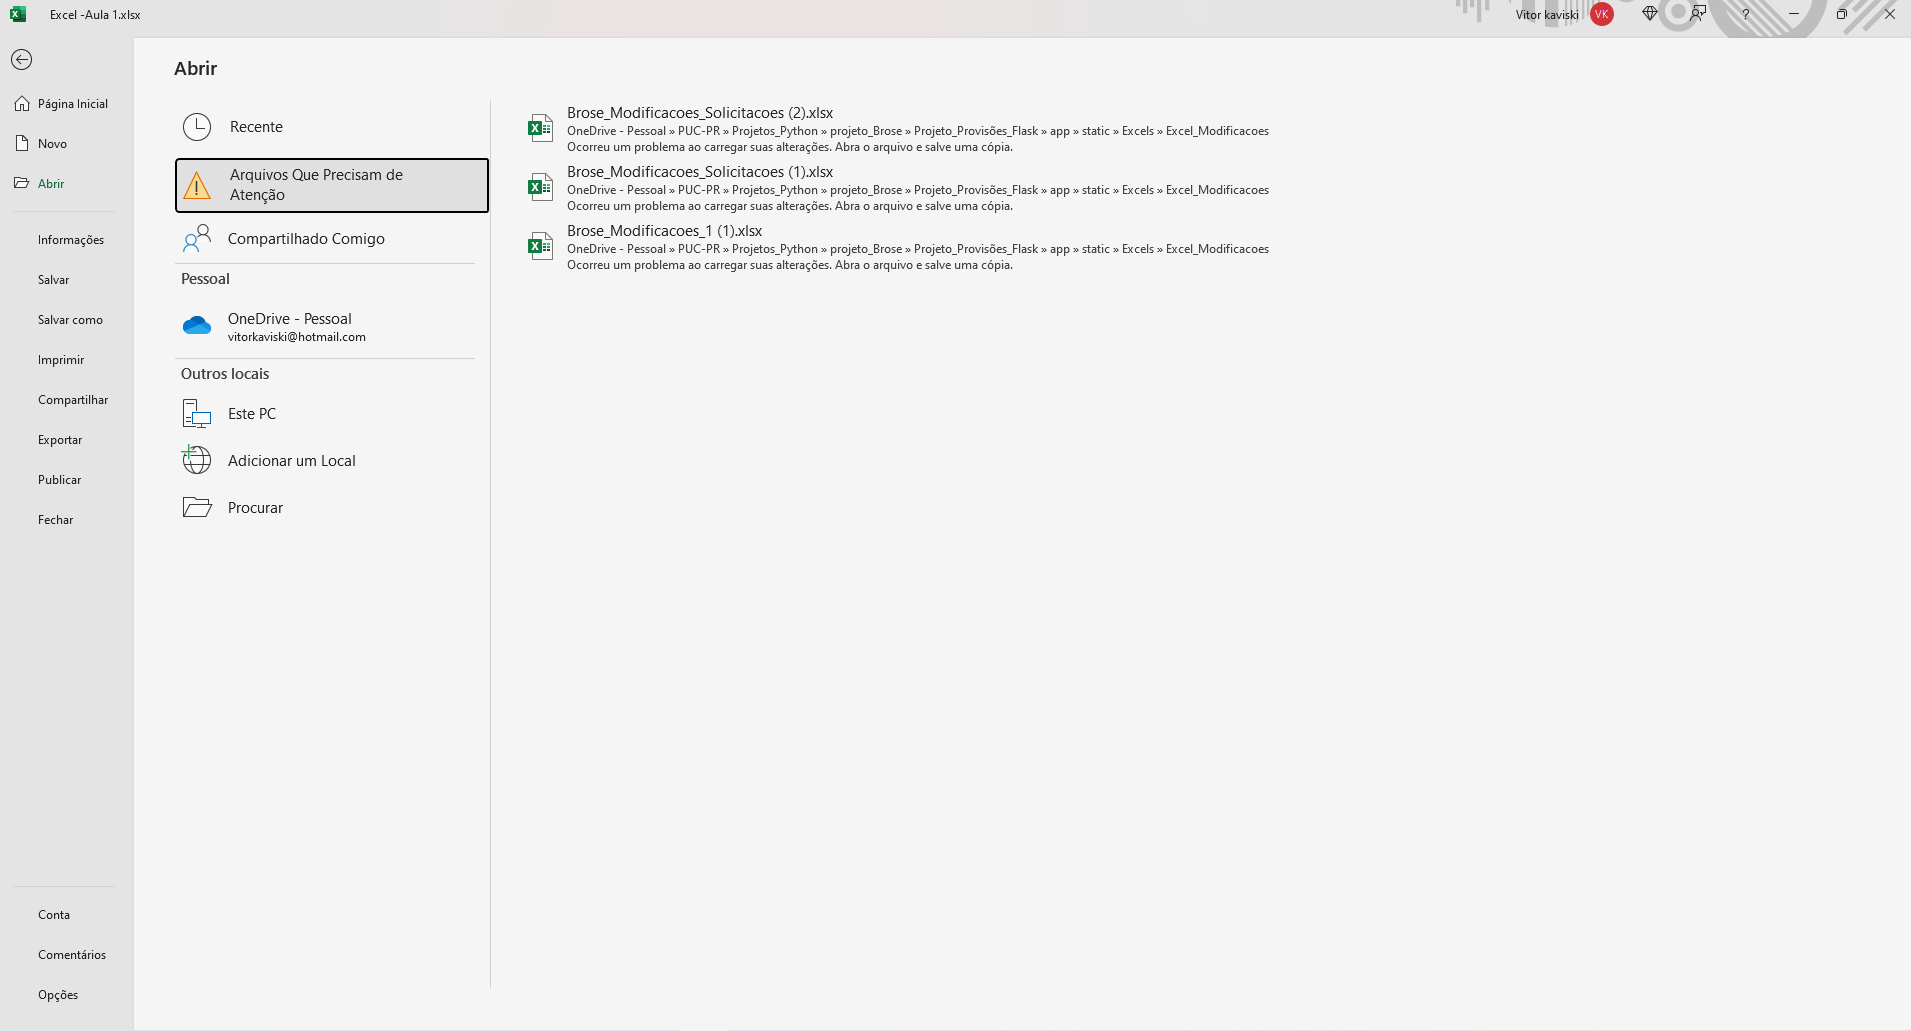 Excel -Aula 1.xlsx
Vitor kaviski
VK
?
Abrir
Página Inicial
Novo
Abrir
Informações
Salvar
Salvar como
Imprimir
Compartilhar
Exportar
Publicar
Fechar
Conta
Comentários
Opções
Recente
Arquivos Que Precisam de
Atenção
Compartilhado Comigo
Pessoal
OneDrive - Pessoal
vitorkaviski@hotmail.com
Outros locais
Este PC
Adicionar um Local
Procurar
Brose_Modificacoes_Solicitacoes (2).xlsx
OneDrive - Pessoal » PUC-PR » Projetos_Python » projeto_Brose » Projeto_Provisões_Flask » app » static » Excels » Excel_Modificacoes
Ocorreu um problema ao carregar suas alterações. Abra o arquivo e salve uma cópia.
Brose_Modificacoes_Solicitacoes (1).xlsx
OneDrive - Pessoal » PUC-PR » Projetos_Python » projeto_Brose » Projeto_Provisões_Flask » app » static » Excels » Excel_Modificacoes
Ocorreu um problema ao carregar suas alterações. Abra o arquivo e salve uma cópia.
Brose_Modificacoes_1 (1).xlsx
OneDrive - Pessoal » PUC-PR » Projetos_Python » projeto_Brose » Projeto_Provisões_Flask » app » static » Excels » Excel_Modificacoes
Ocorreu um problema ao carregar suas alterações. Abra o arquivo e salve uma cópia.